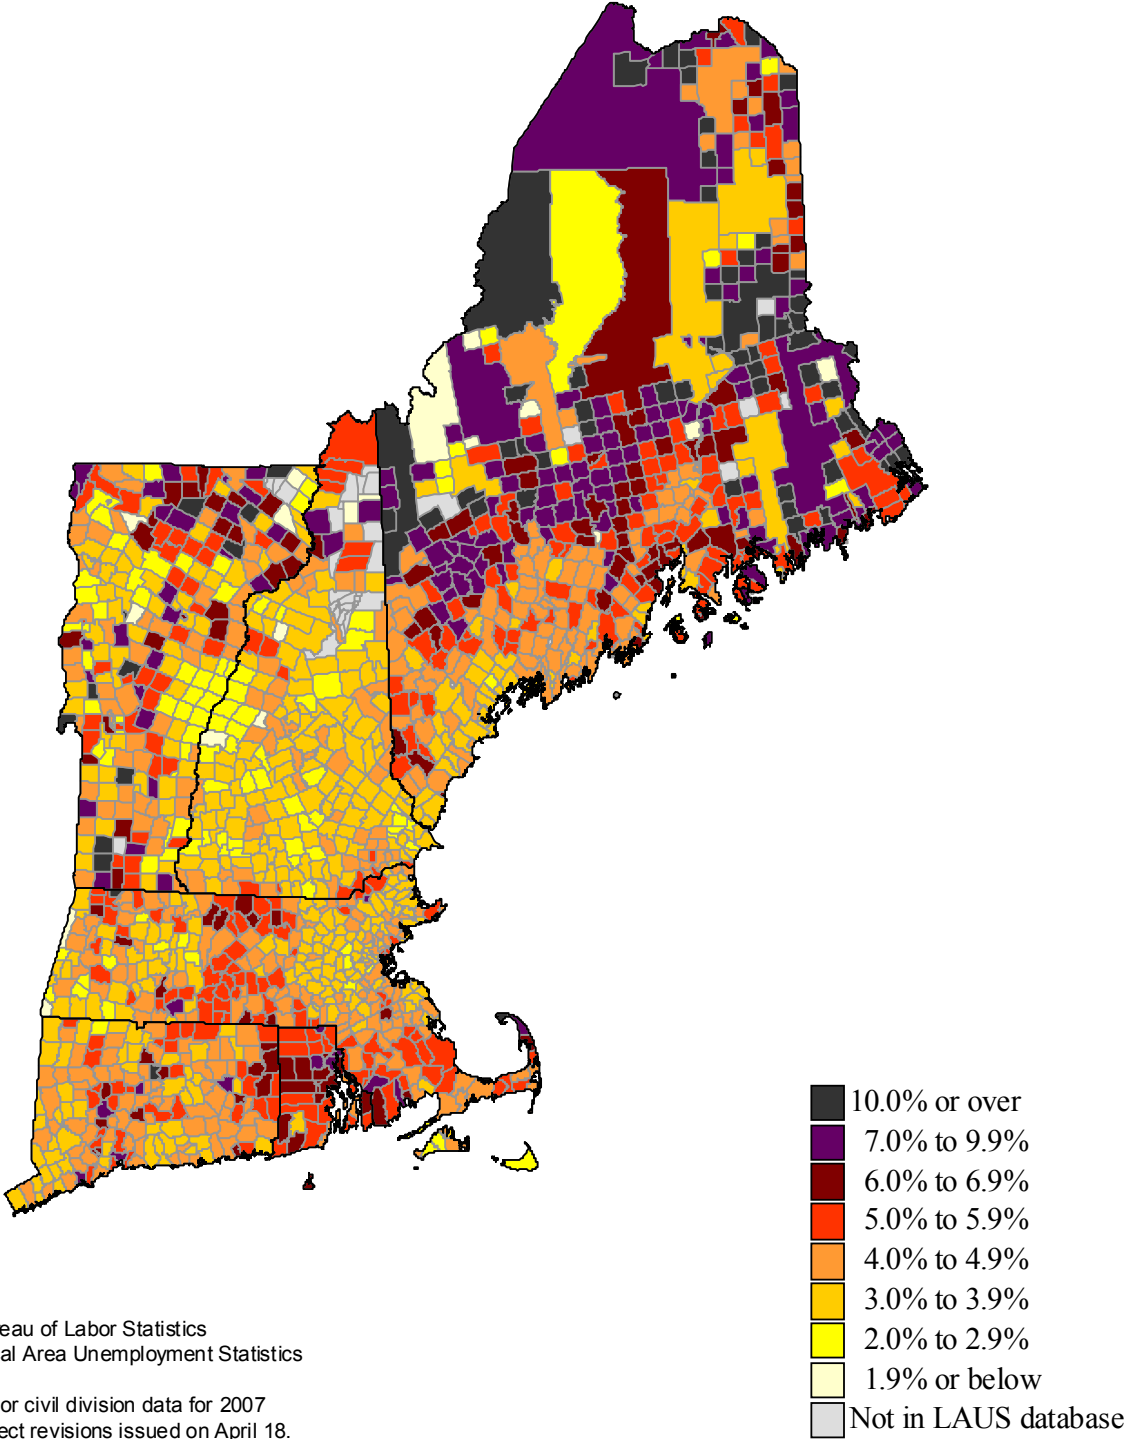 10.0% or over
7.0% to 9.9%
6.0% to 6.9%
5.0% to 5.9%
4.0% to 4.9%
3.0% to 3.9%
2.0% to 2.9%
1.9% or below
Not in LAUS database
eau of Labor Statistics
al Area Unemployment Statistics
or civil division data for 2007
ect revisions issued on April 18.